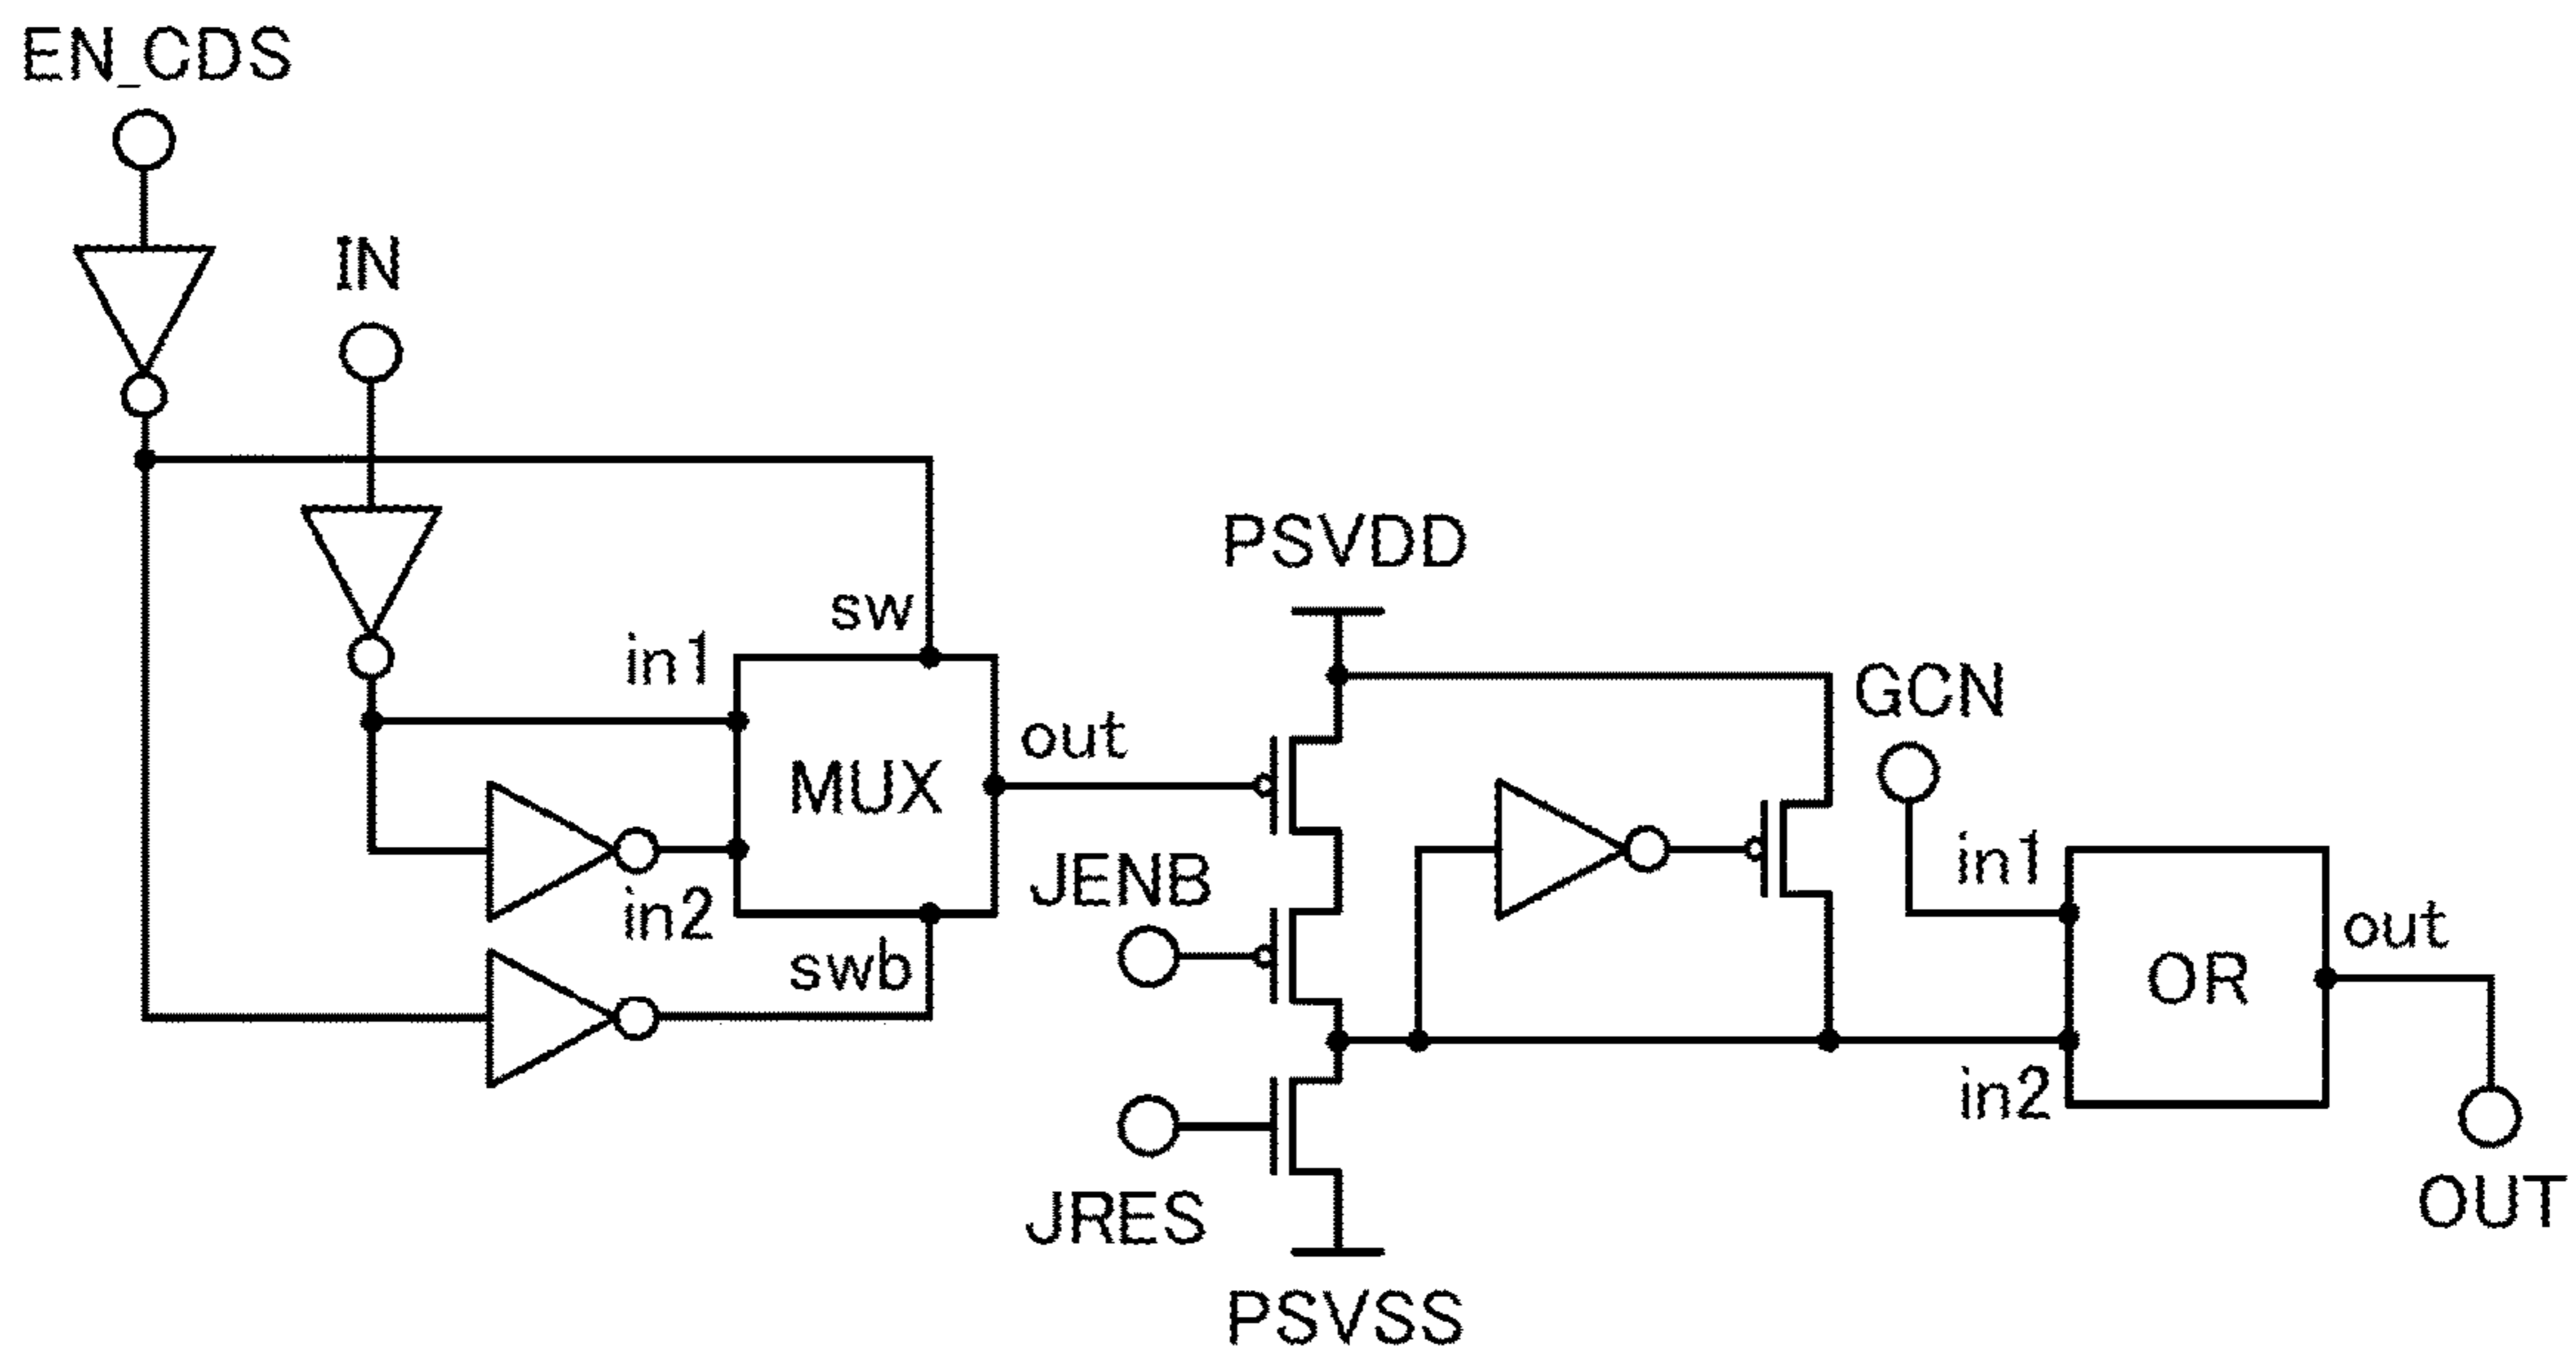 EN_CDS
IN
PSVDD
sw
in1
GCN
out
MUX
in1
JENB
in2
out
swb
OR
in2
JRES
OUT
PSVSS